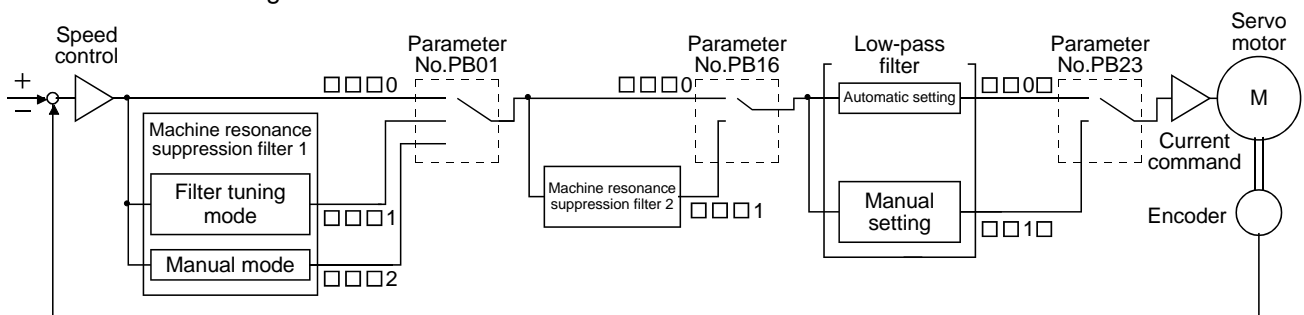 Speed
control
+
−
Parameter
No.PB01
□□□0
Machine resonance
suppression filter 1
Filter tuning
mode
□□□1
Manual mode
□□□2
Parameter
No.PB16
□□□0
Machine resonance
suppression filter 2
□□□1
Low-pass
filter
Automatic setting
□□0□
Manual
setting
□□1□
Parameter
No.PB23
Current
command
Servo
motor
M
Encoder